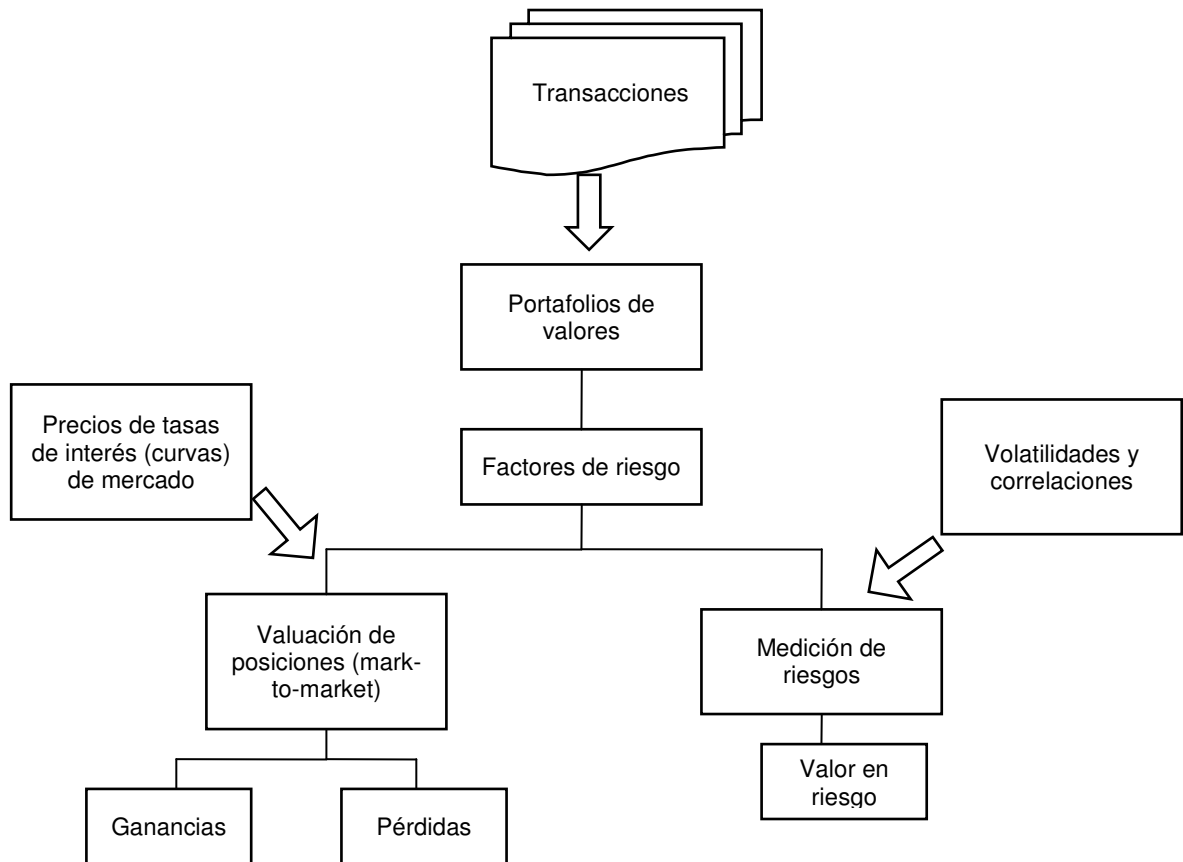 Transacciones
Portafolios de
valores
Precios de tasas
de interés (curvas)
de mercado
Factores de riesgo
Volatilidades y
correlaciones
Valuación de
posiciones (mark-
to-market)
Medición de
riesgos
Valor en
riesgo
Ganancias
Pérdidas